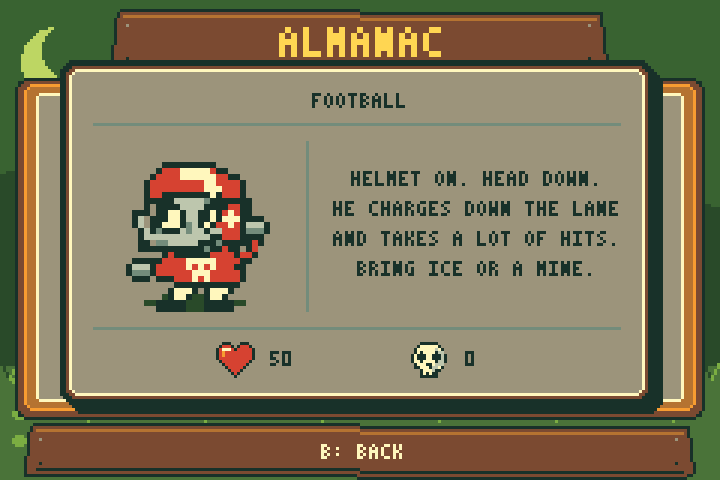 ALMANAC
FOOTBALL
HELMET ON. HEAD DOWN.
HE CHARGES DOWN THE LANE
AND TAKES A LOT OF HITS.
BRING ICE OR A MINE.
50
0
B: BACK